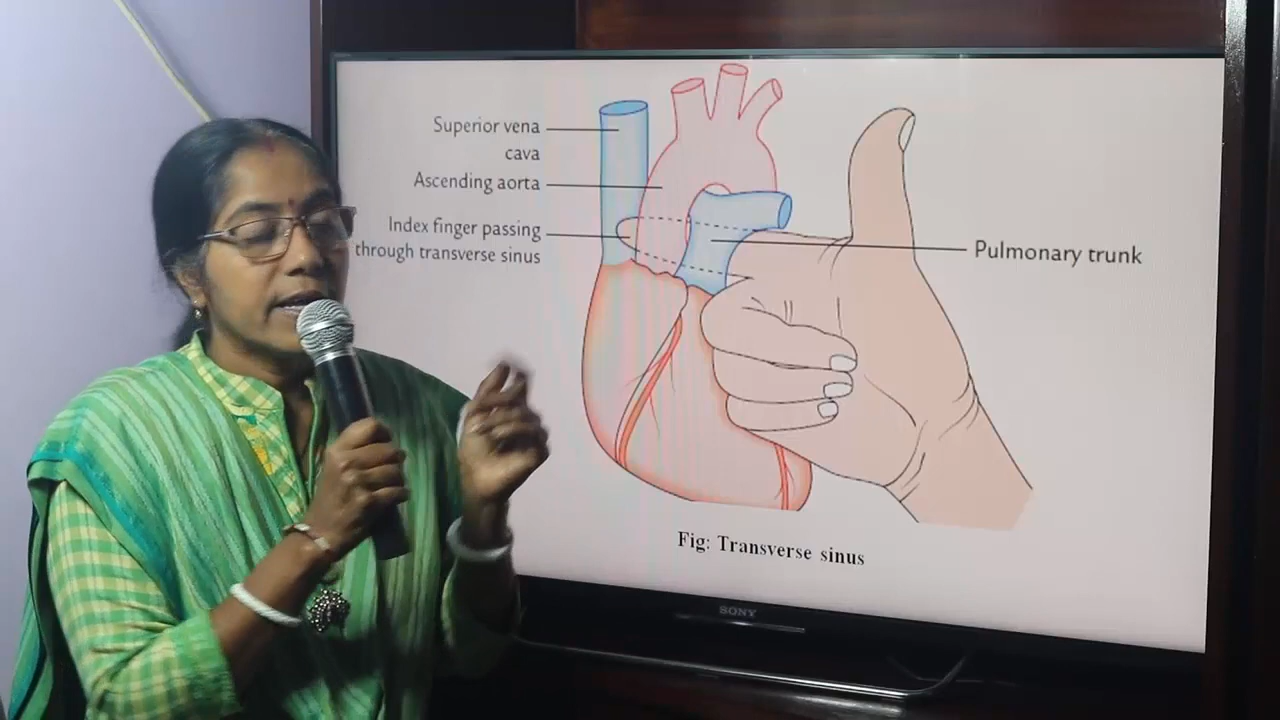 Superior vena
cava
Ascending aorta
Index finger passing
through transverse sinus
Pulmonary trunk
Fig: Transverse sinus
SONY